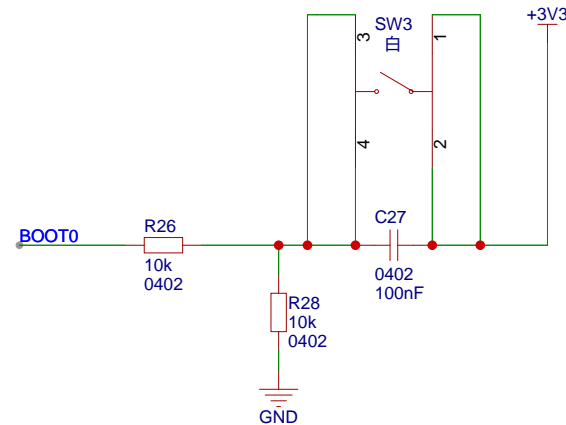 +3V3
SW3
白
3
1
4
2
BOOT0
R26
10k
0402
C27
0402
100nF
R28
10k
0402
GND